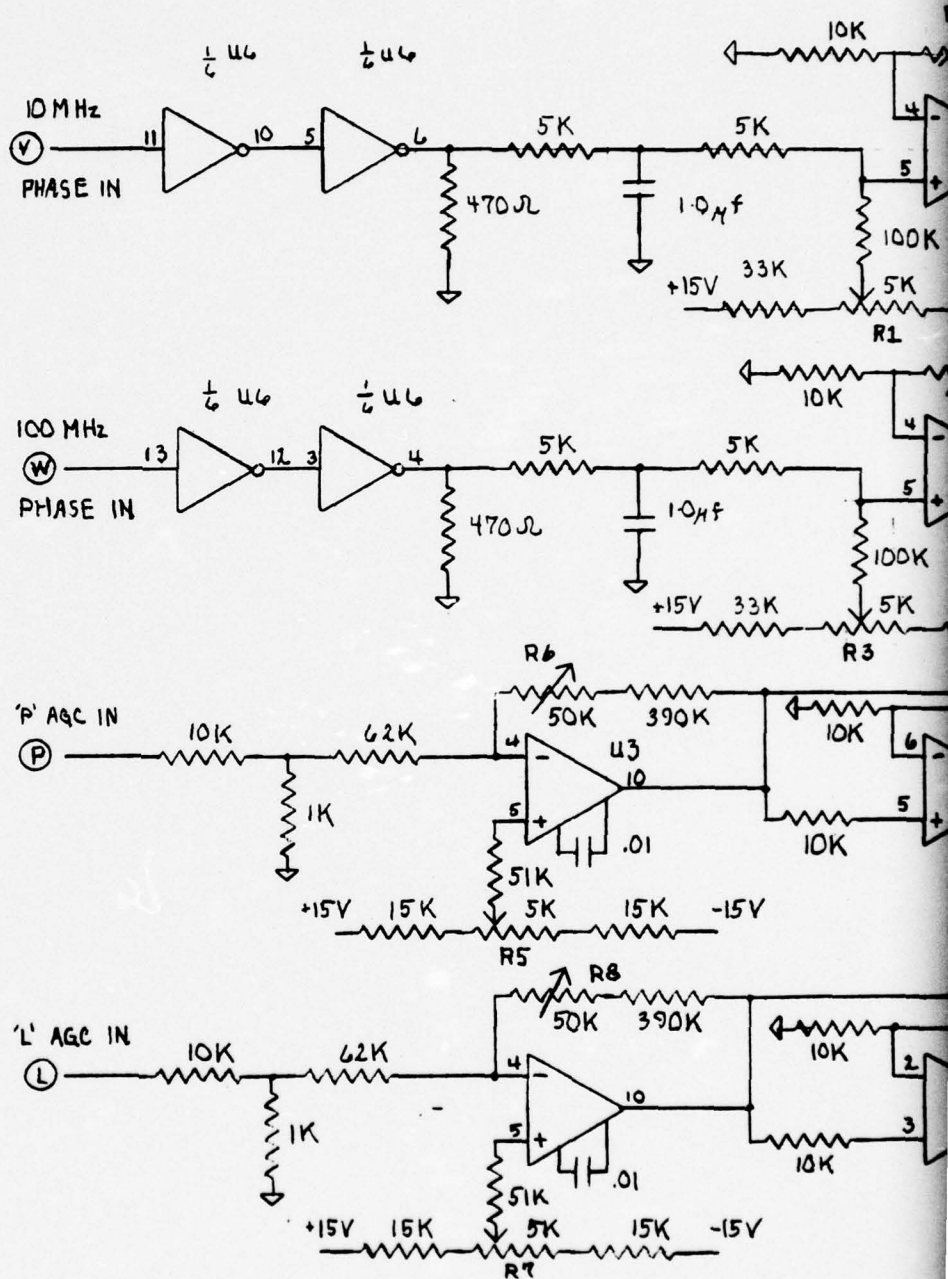 10K
1/6 U6
1/6 U6
10 MHz
11
10
5
6
5K
5K
4
-
V
PHASE IN
470Ω
1.0μf
5
+
100K
+15V
33K
5K
R1
1/6 U6
1/6 U6
10K
100 MHz
13
12
3
4
5K
5K
4
-
W
PHASE IN
470Ω
1.0μf
5
+
100K
+15V
33K
5K
R3
R6
50K
390K
'P' AGC IN
10K
62K
4
-
U3
10
10K
6
-
P
1K
5
+
.01
10K
5
+
51K
+15V
15K
5K
15K
-15V
R5
R8
50K
390K
'L' AGC IN
10K
62K
4
-
10
10K
2
L
1K
5
+
.01
10K
3
51K
+15V
15K
5K
15K
-15V
R7